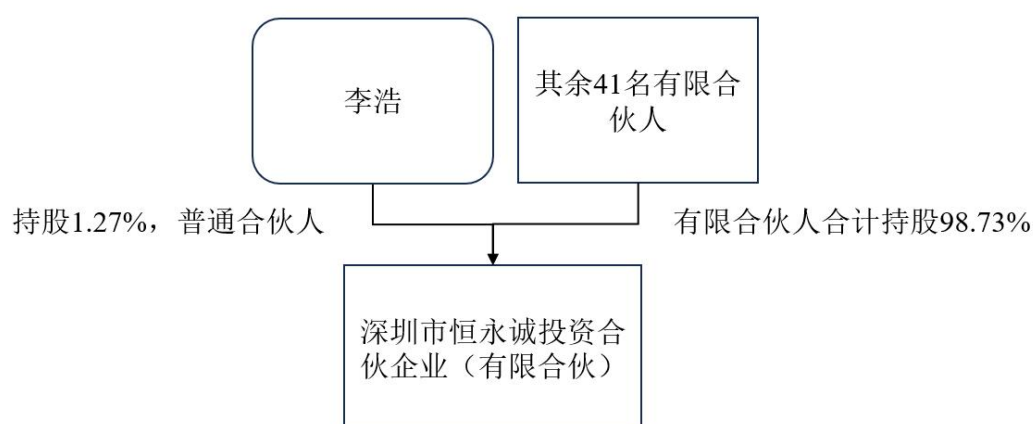 李浩
其余41名有限合
伙人
持股1.27%，普通合伙人
有限合伙人合计持股98.73%
深圳市恒永诚投资合
伙企业（有限合伙）